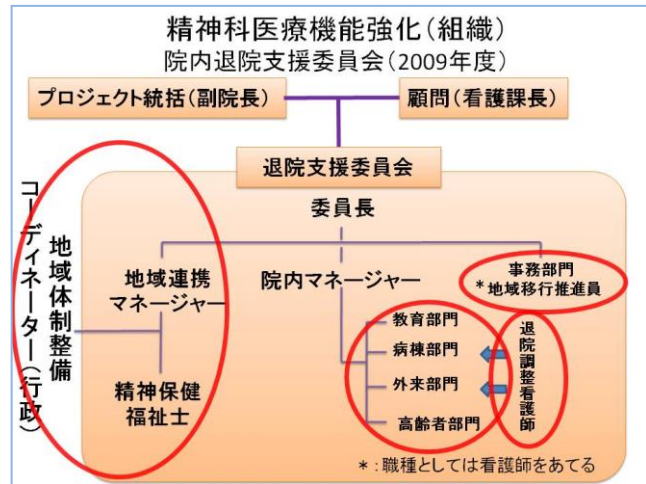 精神科医療機能強化（組織）
院内退院支援委員会（2009年度）
プロジェクト統括（副院長）
顧問（看護課長）
退院支援委員会
委員長
コーディネーター（行政）
地域体制整備
地域連携
マネージャー
精神保健
福祉士
院内マネージャー
教育部門
病棟部門
外来部門
高齢者部門
事務部門
＊地域移行推進員
退院調整看護師
＊：職種としては看護師をあてる